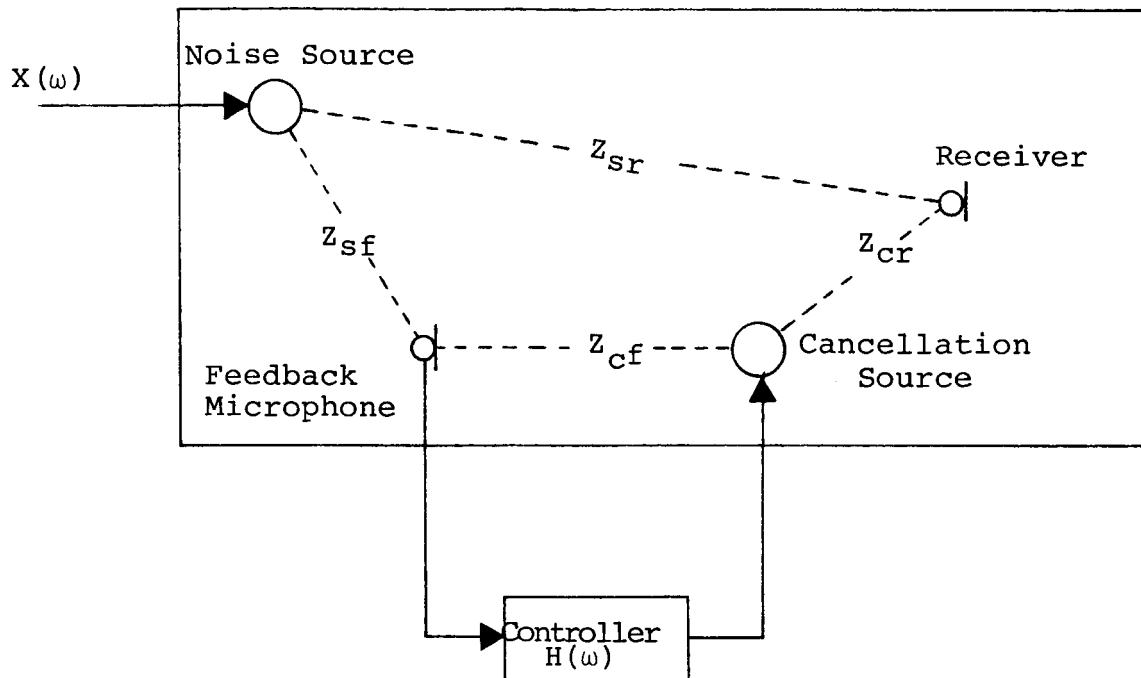 Noise Source
X(ω)
Z_sr
Receiver
Z_sf
Z_cr
Z_cf
Cancellation
Source
Feedback
Microphone
Controller
H(ω)